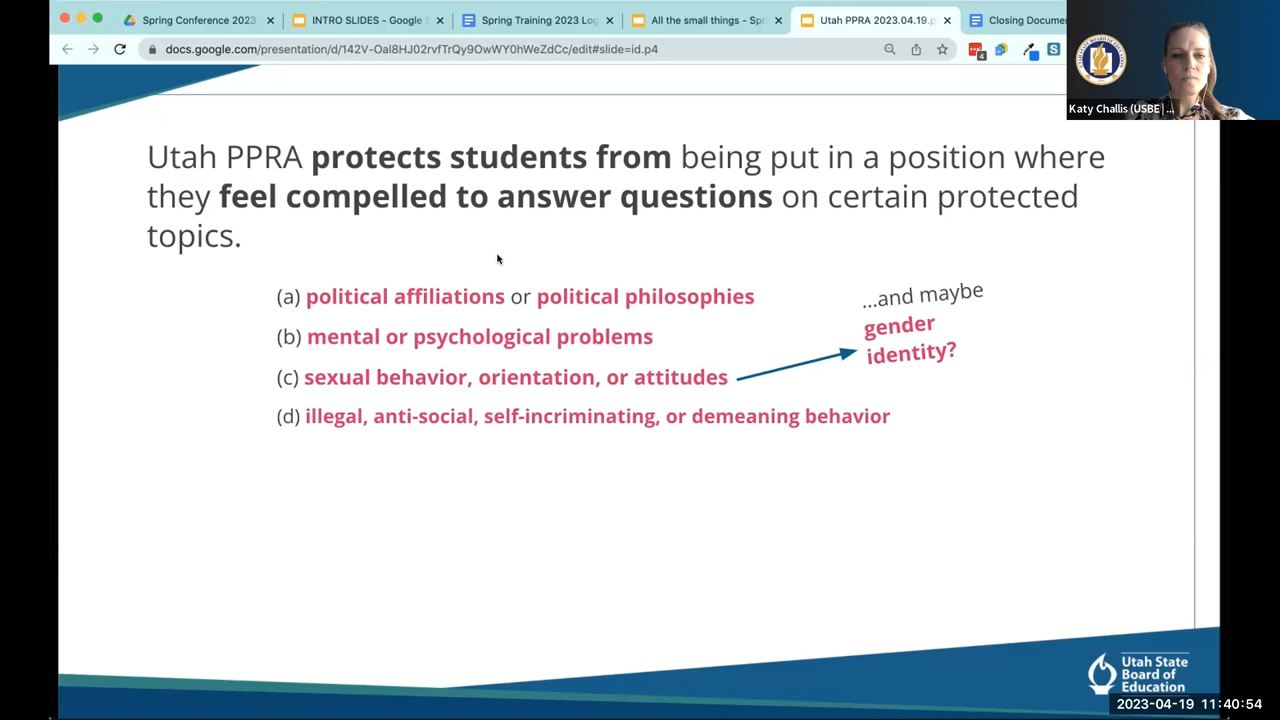 Spring Conference 2023
INTRO SLIDES - Google S
Spring Training 2023 Log
All the small things - Spr
Utah PPRA 2023.04.19.p
Closing Docume
docs.google.com/presentation/d/142V-OaI8HJ02rvfTrQy9OwWY0hWeZdCc/edit#slide=id.p4
4
S
Katy Challis (USBE | ...
Utah PPRA protects students from being put in a position where
they feel compelled to answer questions on certain protected
topics.
(a) political affiliations or political philosophies
(b) mental or psychological problems
(c) sexual behavior, orientation, or attitudes
(d) illegal, anti-social, self-incriminating, or demeaning behavior
...and maybe
gender
identity?
Utah State
Board of
Education
2023-04-19 11:40:54